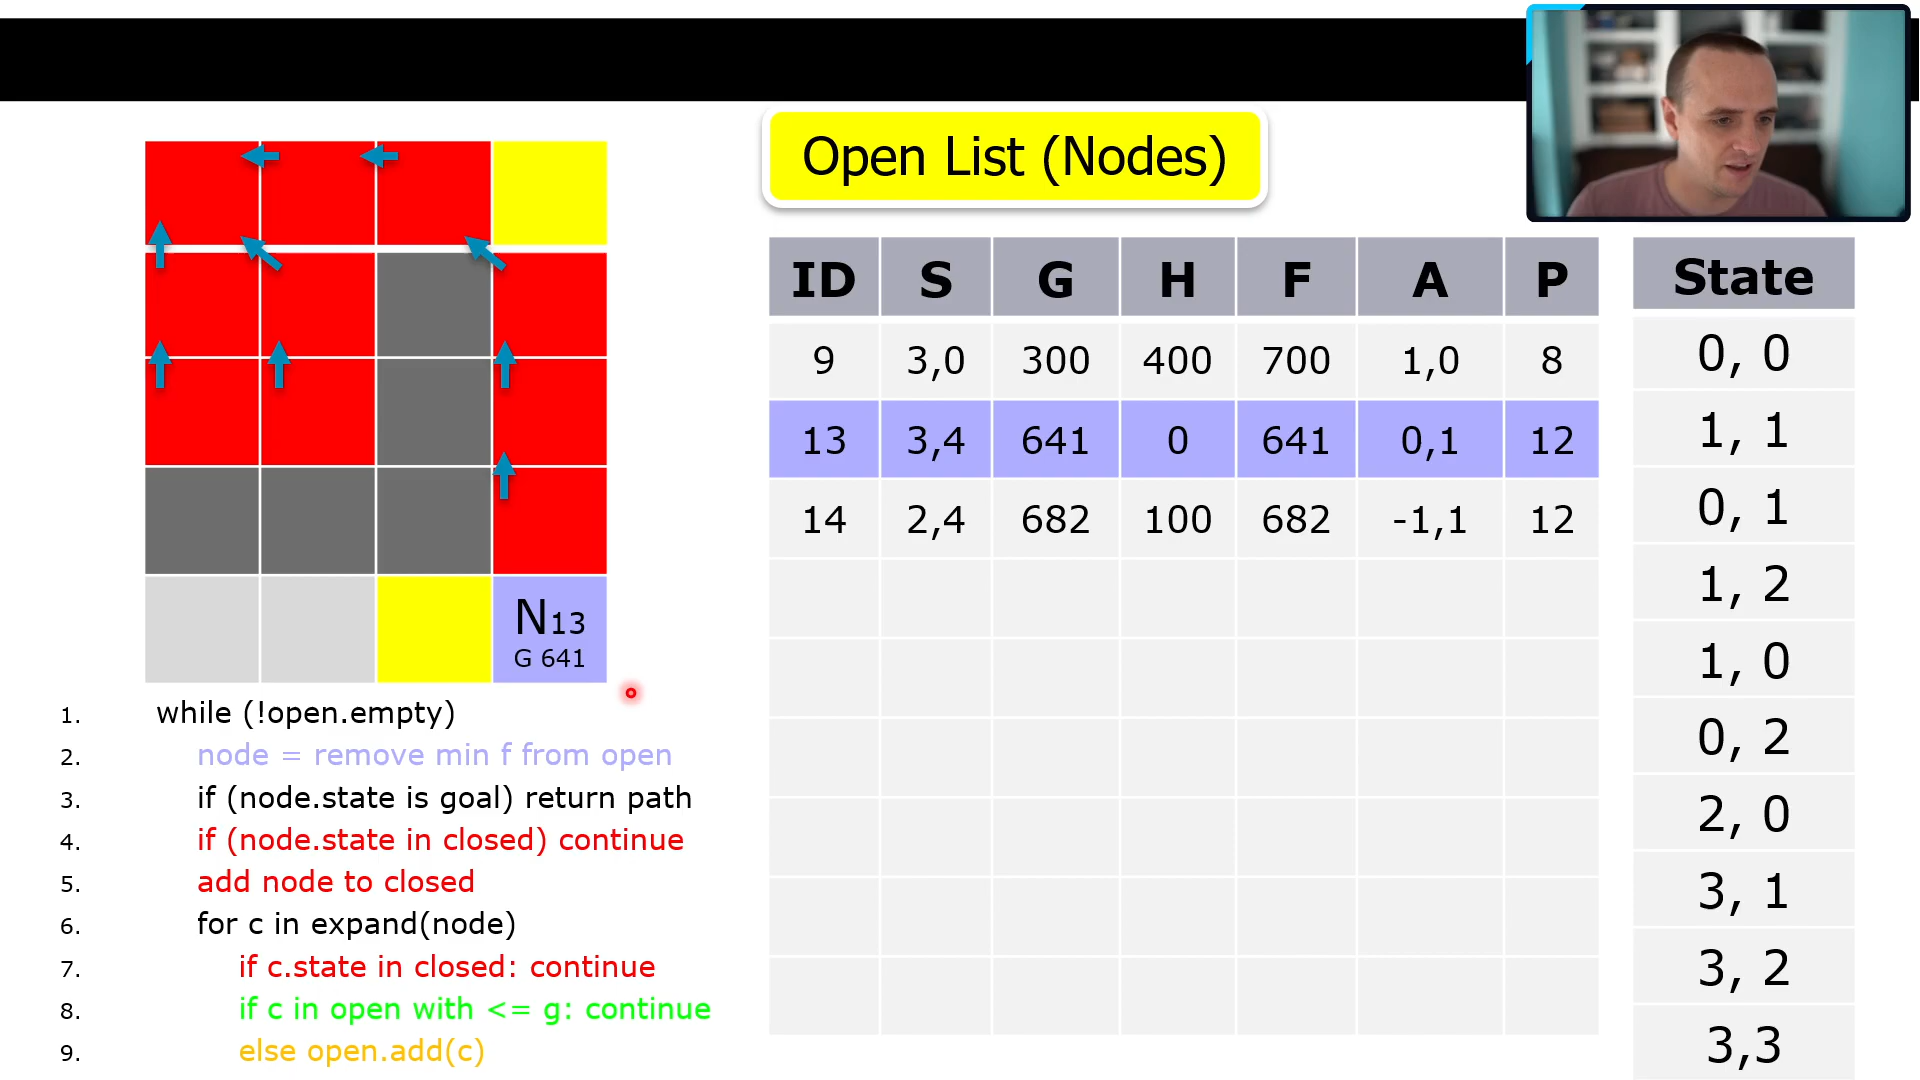 Open List (Nodes)
N13
G 641
1. while (!open.empty)
2. node = remove min f from open
3. if (node.state is goal) return path
4. if (node.state in closed) continue
5. add node to closed
6. for c in expand(node)
7. if c.state in closed: continue
8. if c in open with <= g: continue
9. else open.add(c)
ID S G H F A P
9 3,0 300 400 700 1,0 8
13 3,4 641 0 641 0,1 12
14 2,4 682 100 682 -1,1 12
State
0, 0
1, 1
0, 1
1, 2
1, 0
0, 2
2, 0
3, 1
3, 2
3,3